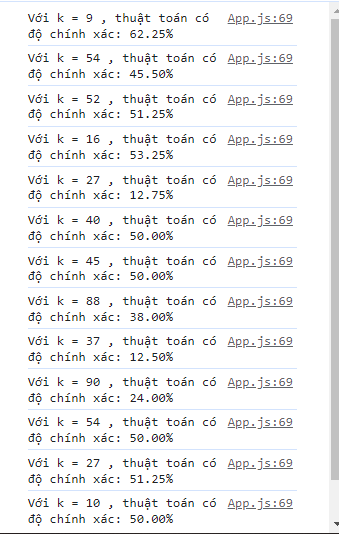 Với k = 9 , thuật toán có App.js:69
độ chính xác: 62.25%
Với k = 54 , thuật toán có App.js:69
độ chính xác: 45.50%
Với k = 52 , thuật toán có App.js:69
độ chính xác: 51.25%
Với k = 16 , thuật toán có App.js:69
độ chính xác: 53.25%
Với k = 27 , thuật toán có App.js:69
độ chính xác: 12.75%
Với k = 40 , thuật toán có App.js:69
độ chính xác: 50.00%
Với k = 45 , thuật toán có App.js:69
độ chính xác: 50.00%
Với k = 88 , thuật toán có App.js:69
độ chính xác: 38.00%
Với k = 37 , thuật toán có App.js:69
độ chính xác: 12.50%
Với k = 90 , thuật toán có App.js:69
độ chính xác: 24.00%
Với k = 54 , thuật toán có App.js:69
độ chính xác: 50.00%
Với k = 27 , thuật toán có App.js:69
độ chính xác: 51.25%
Với k = 10 , thuật toán có App.js:69
độ chính xác: 50.00%